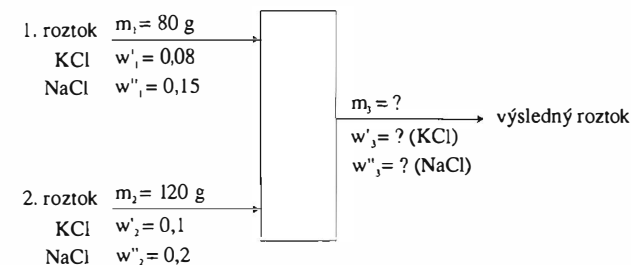 1. roztok m₁= 80 g
KCl w'₁= 0,08
NaCl w"₁= 0,15
m₃= ?
výsledný roztok
w'₃= ? (KCl)
w"₃= ? (NaCl)
2. roztok m₂= 120 g
KCl w'₂= 0,1
NaCl w"₂= 0,2